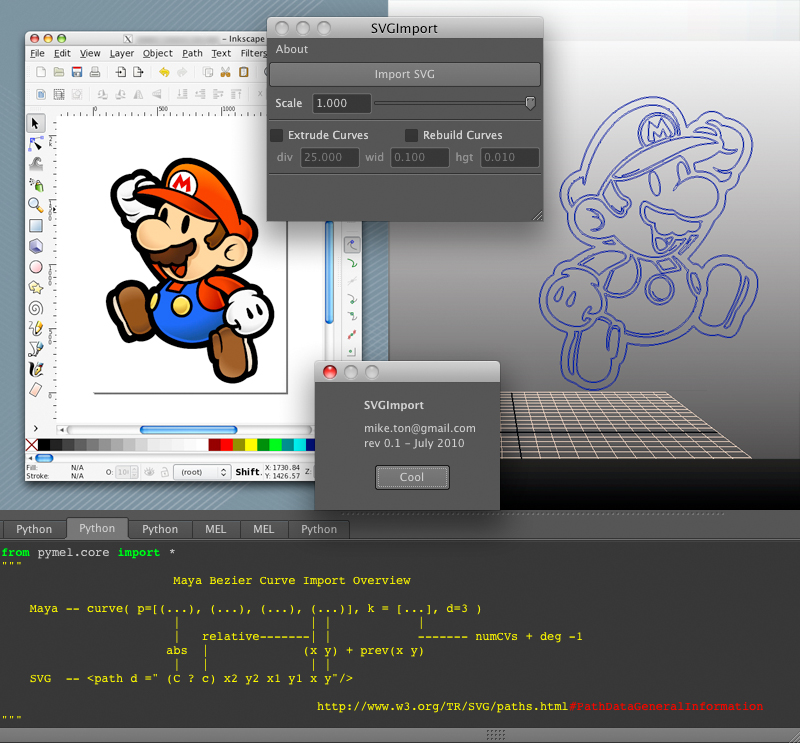 - Inkscape
File Edit View Layer Object Path Text Filters
0 500 1000
SVGImport
About
Import SVG
Scale 1.000
Extrude Curves Rebuild Curves
div 25.000 wid 0.100 hgt 0.010
M
M
SVGImport
mike.ton@gmail.com
rev 0.1 - July 2010
Cool
Fill: N/A
Stroke: N/A
O: (root) Shift. X: 1730.84
Y: 1426.57 Z:
Python Python Python MEL MEL Python
from pymel.core import *
"""
Maya Bezier Curve Import Overview
Maya -- curve( p=[(...), (...), (...), (...)], k = [...], d=3 )
| | | |
| relative-------| | ------- numCVs + deg -1
abs | (x y) + prev(x y)
| | | |
SVG -- <path d =" (C ? c) x2 y2 x1 y1 x y"/>
http://www.w3.org/TR/SVG/paths.html#PathDataGeneralInformation
"""